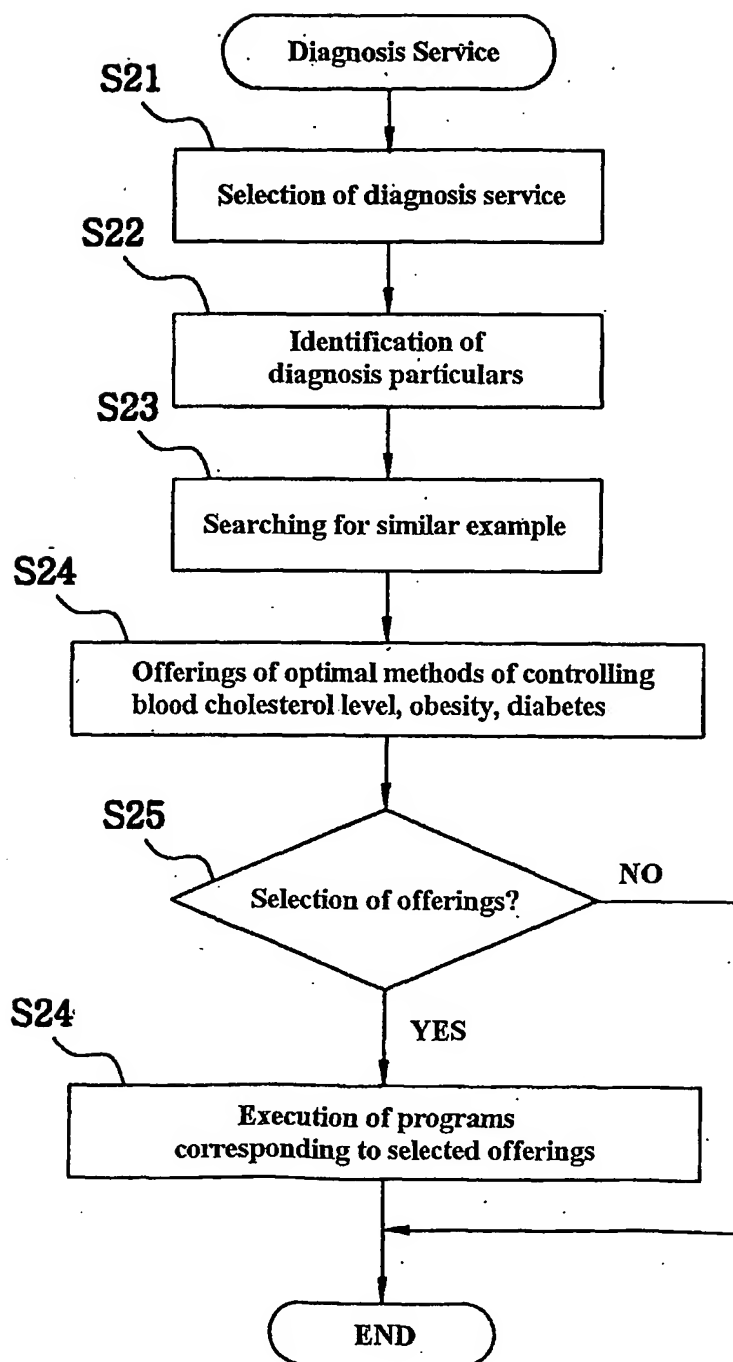 Diagnosis Service
S21
Selection of diagnosis service
S22
Identification of
diagnosis particulars
S23
Searching for similar example
S24
Offerings of optimal methods of controlling
blood cholesterol level, obesity, diabetes
S25
Selection of offerings?
NO
YES
S24
Execution of programs
corresponding to selected offerings
END